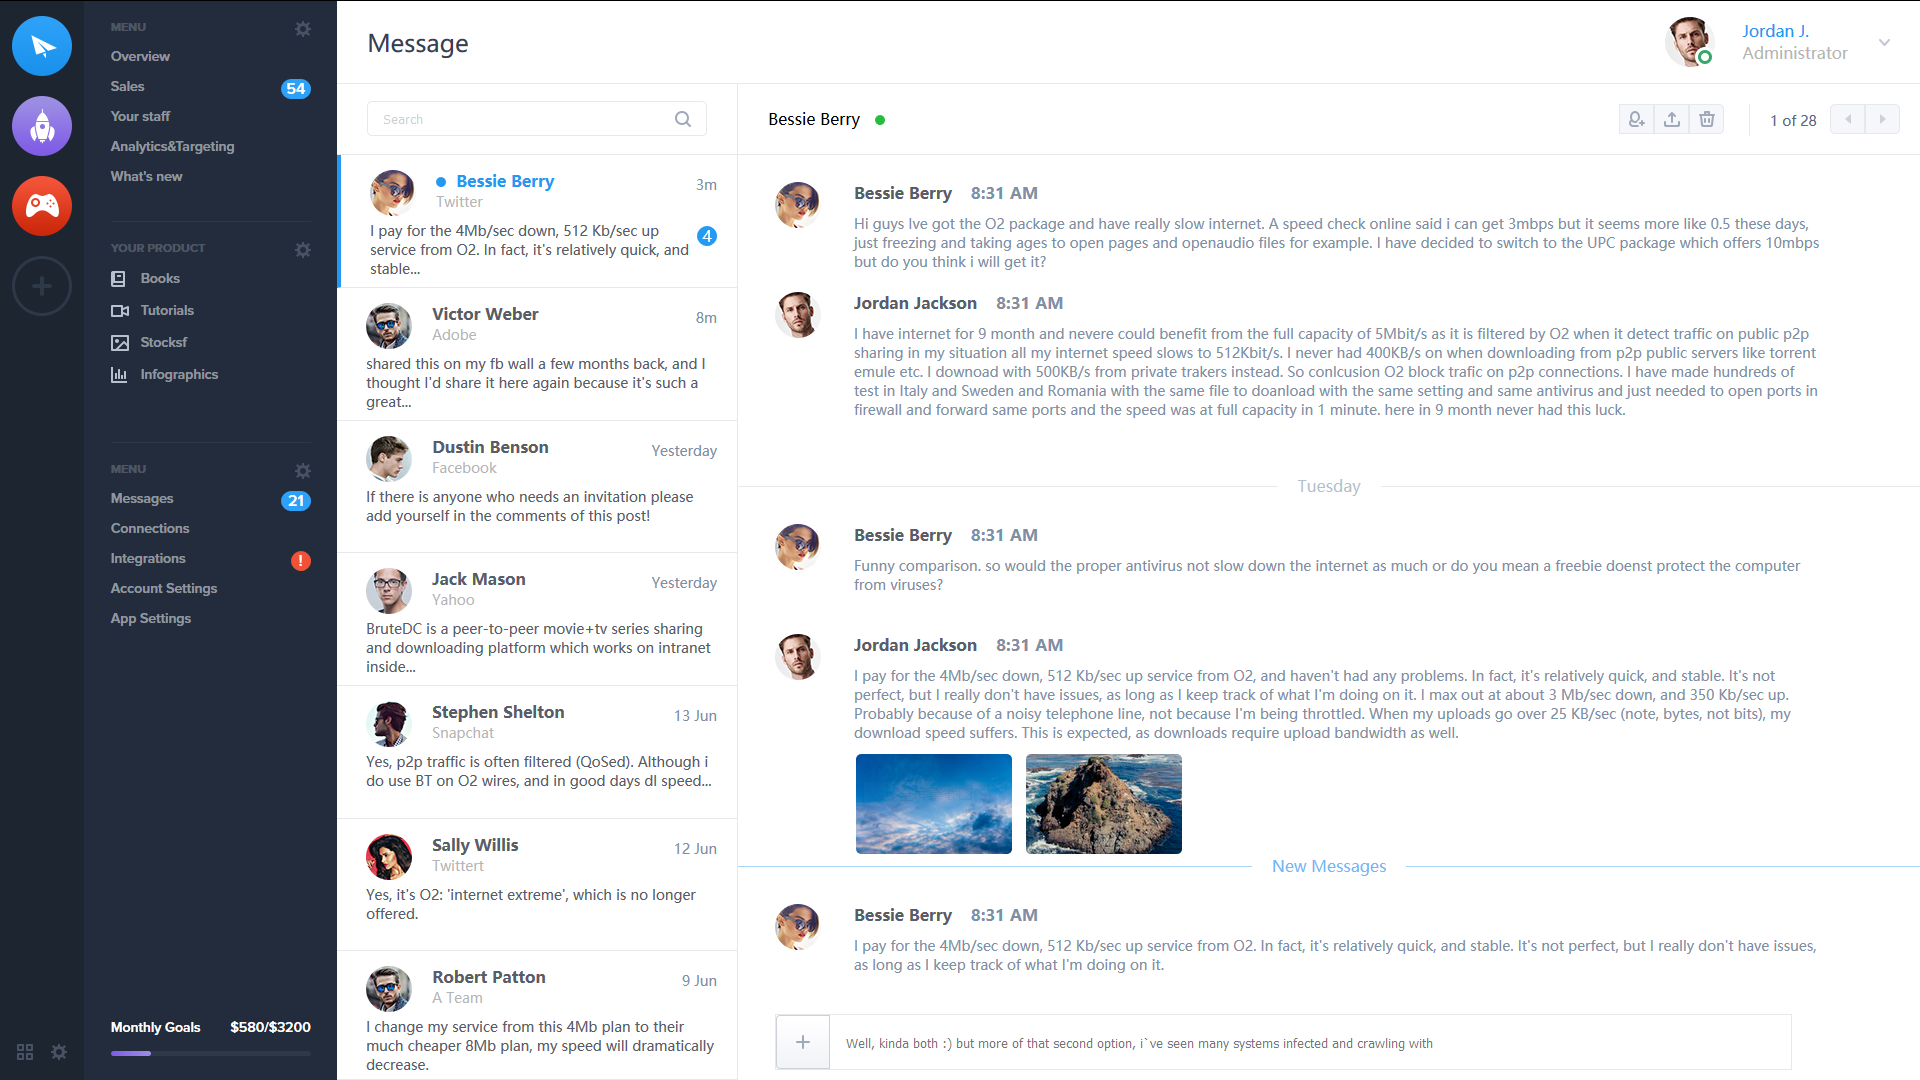 MENU
Overview
Sales
54
Your staff
Analytics&Targeting
What's new
YOUR PRODUCT
Books
Tutorials
Stocksf
Infographics
MENU
Messages
21
Connections
Integrations
!
Account Settings
App Settings
Monthly Goals $580/$3200
Message
Jordan J.
Administrator
Search
Bessie Berry
3m
Twitter
I pay for the 4Mb/sec down, 512 Kb/sec up
service from O2. In fact, it's relatively quick, and
stable...
4
Victor Weber
8m
Adobe
shared this on my fb wall a few months back, and I
thought I'd share it here again because it's such a
great...
Dustin Benson
Yesterday
Facebook
If there is anyone who needs an invitation please
add yourself in the comments of this post!
Jack Mason
Yesterday
Yahoo
BruteDC is a peer-to-peer movie+tv series sharing
and downloading platform which works on intranet
inside...
Stephen Shelton
13 Jun
Snapchat
Yes, p2p traffic is often filtered (QoSed). Although i
do use BT on O2 wires, and in good days dl speed...
Sally Willis
12 Jun
Twittert
Yes, it's O2: 'internet extreme', which is no longer
offered.
Robert Patton
9 Jun
A Team
I change my service from this 4Mb plan to their
much cheaper 8Mb plan, my speed will dramatically
decrease.
Bessie Berry
1 of 28
Bessie Berry 8:31 AM
Hi guys Ive got the O2 package and have really slow internet. A speed check online said i can get 3mbps but it seems more like 0.5 these days,
just freezing and taking ages to open pages and openaudio files for example. I have decided to switch to the UPC package which offers 10mbps
but do you think i will get it?
Jordan Jackson 8:31 AM
I have internet for 9 month and nevere could benefit from the full capacity of 5Mbit/s as it is filtered by O2 when it detect traffic on public p2p
sharing in my situation all my internet speed slows to 512Kbit/s. I never had 400KB/s on when downloading from p2p public servers like torrent
emule etc. I downoad with 500KB/s from private trakers instead. So conlcusion O2 block trafic on p2p connections. I have made hundreds of
test in Italy and Sweden and Romania with the same file to doanload with the same setting and same antivirus and just needed to open ports in
firewall and forward same ports and the speed was at full capacity in 1 minute. here in 9 month never had this luck.
Tuesday
Bessie Berry 8:31 AM
Funny comparison. so would the proper antivirus not slow down the internet as much or do you mean a freebie doenst protect the computer
from viruses?
Jordan Jackson 8:31 AM
I pay for the 4Mb/sec down, 512 Kb/sec up service from O2, and haven't had any problems. In fact, it's relatively quick, and stable. It's not
perfect, but I really don't have issues, as long as I keep track of what I'm doing on it. I max out at about 3 Mb/sec down, and 350 Kb/sec up.
Probably because of a noisy telephone line, not because I'm being throttled. When my uploads go over 25 KB/sec (note, bytes, not bits), my
download speed suffers. This is expected, as downloads require upload bandwidth as well.
New Messages
Bessie Berry 8:31 AM
I pay for the 4Mb/sec down, 512 Kb/sec up service from O2. In fact, it's relatively quick, and stable. It's not perfect, but I really don't have issues,
as long as I keep track of what I'm doing on it.
Well, kinda both :) but more of that second option, i`ve seen many systems infected and crawling with